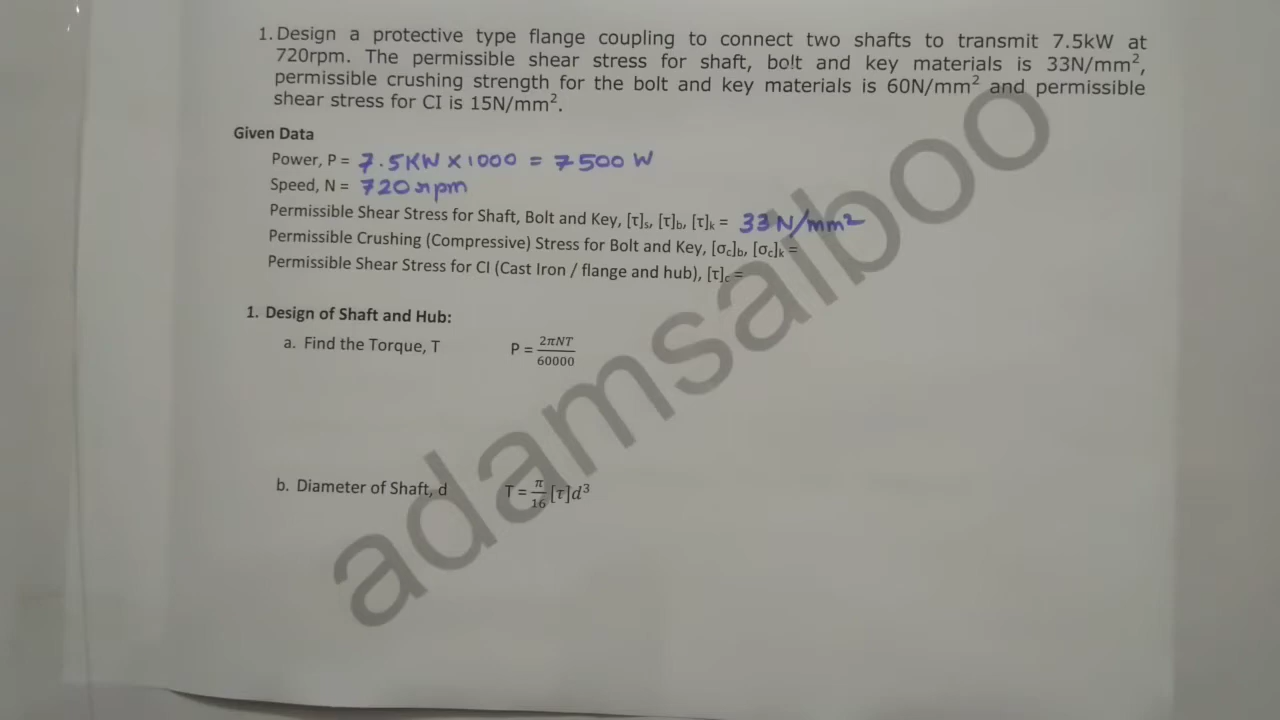 1. Design a protective type flange coupling to connect two shafts to transmit 7.5kW at
720rpm. The permissible shear stress for shaft, bolt and key materials is 33N/mm²,
permissible crushing strength for the bolt and key materials is 60N/mm² and permissible
shear stress for CI is 15N/mm².
Given Data
Power, P = 7.5KW × 1000 = 7500 W
Speed, N = 720 rpm
Permissible Shear Stress for Shaft, Bolt and Key, [τ]s, [τ]b, [τ]k = 33 N/mm²
Permissible Crushing (Compressive) Stress for Bolt and Key, [σc]b, [σc]k =
Permissible Shear Stress for CI (Cast Iron / flange and hub), [τ]c =
1. Design of Shaft and Hub:
a. Find the Torque, T P = 2πNT/60000
b. Diameter of Shaft, d T = π/16 [τ]d³
adamsaiboo